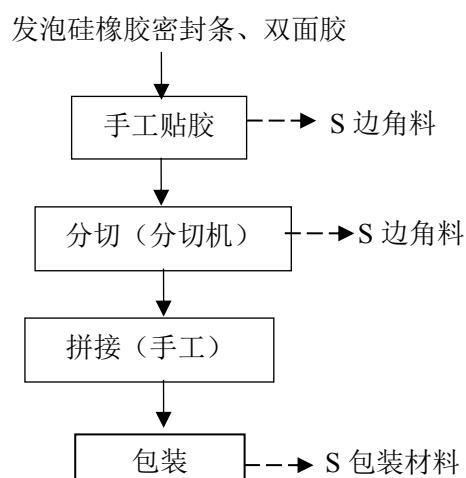 发泡硅橡胶密封条、双面胶
手工贴胶
S 边角料
分切（分切机）
S 边角料
拼接（手工）
包装
S 包装材料